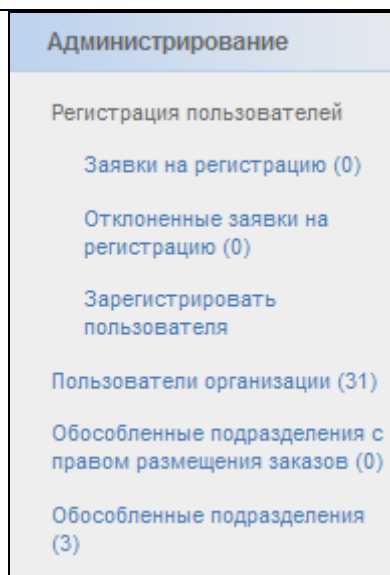 Администрирование
Регистрация пользователей
Заявки на регистрацию (0)
Отклоненные заявки на
регистрацию (0)
Зарегистрировать
пользователя
Пользователи организации (31)
Обособленные подразделения с
правом размещения заказов (0)
Обособленные подразделения
(3)